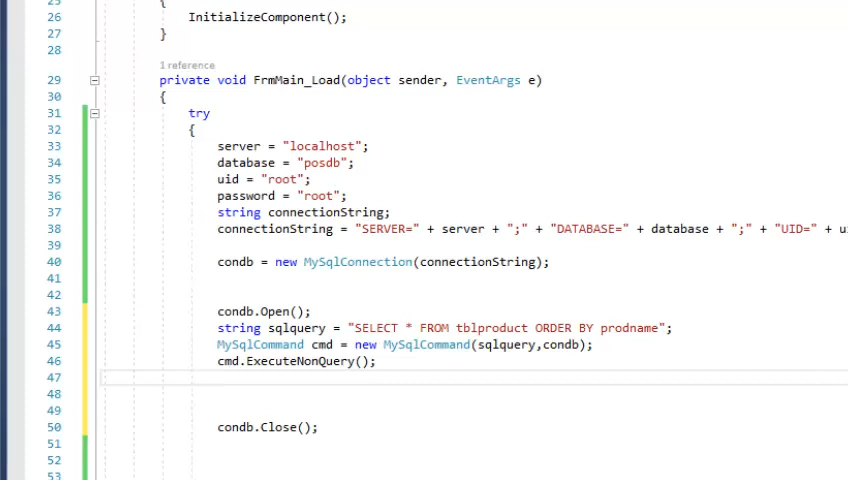 25 {
26 InitializeComponent();
27 }
28
1 reference
29 private void FrmMain_Load(object sender, EventArgs e)
30 {
31 try
32 {
33 server = "localhost";
34 database = "posdb";
35 uid = "root";
36 password = "root";
37 string connectionString;
38 connectionString = "SERVER=" + server + ";" + "DATABASE=" + database + ";" + "UID=" + ui
39
40 condb = new MySqlConnection(connectionString);
41
42
43 condb.Open();
44 string sqlquery = "SELECT * FROM tblproduct ORDER BY prodname";
45 MySqlCommand cmd = new MySqlCommand(sqlquery,condb);
46 cmd.ExecuteNonQuery();
47
48
49
50 condb.Close();
51
52
53